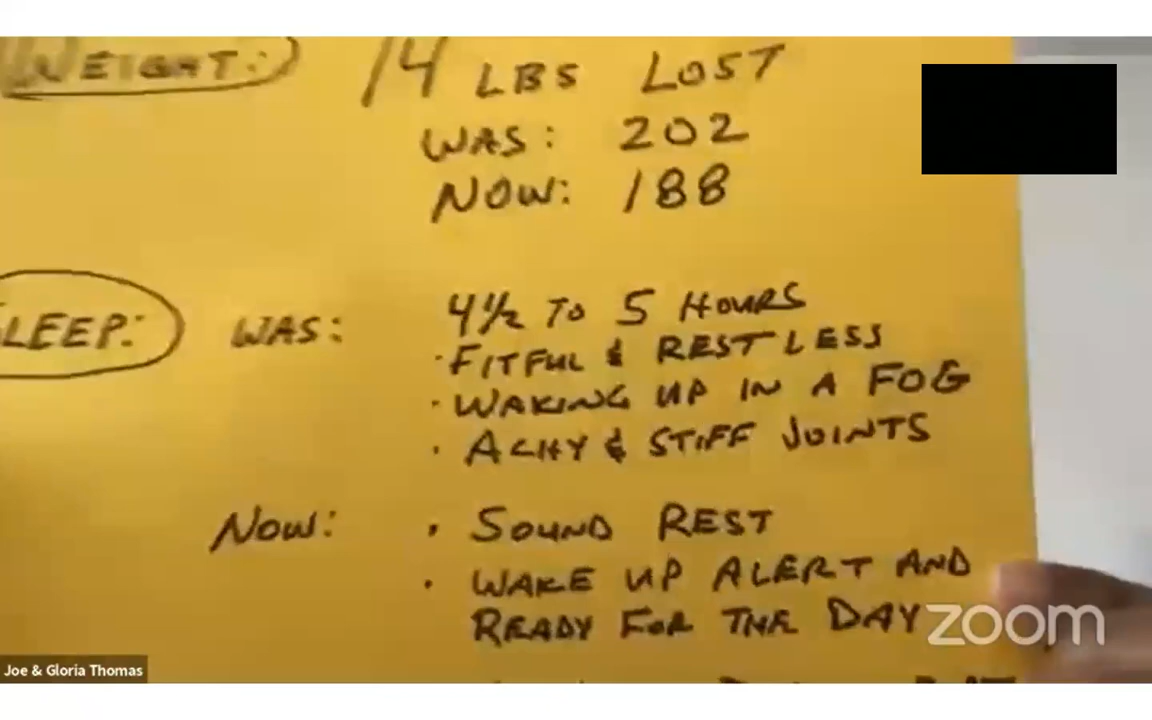 WEIGHT: 14 LBS LOST
WAS: 202
NOW: 188
SLEEP: WAS: 4½ TO 5 HOURS
· FITFUL & RESTLESS
· WAKING UP IN A FOG
· ACHY & STIFF JOINTS
NOW: · SOUND REST
· WAKE UP ALERT AND
READY FOR THE DAY
zoom
Joe & Gloria Thomas